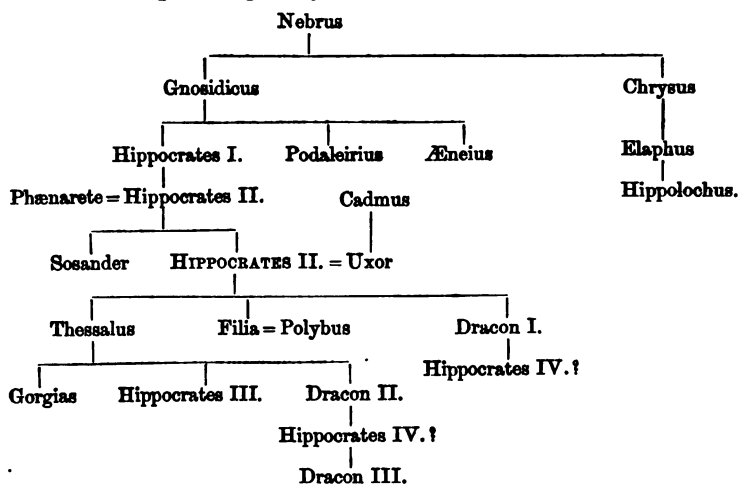 Nebrus
Gnosidicus Chrysus
Hippocrates I. Podaleirius Æneius Elaphus
Hippolochus.
Phænarete = Hippocrates II. Cadmus
Sosander HIPPOCRATES II. = Uxor
Thessalus Filia = Polybus Dracon I.
Hippocrates IV.?
Gorgias Hippocrates III. Dracon II.
Hippocrates IV.?
Dracon III.